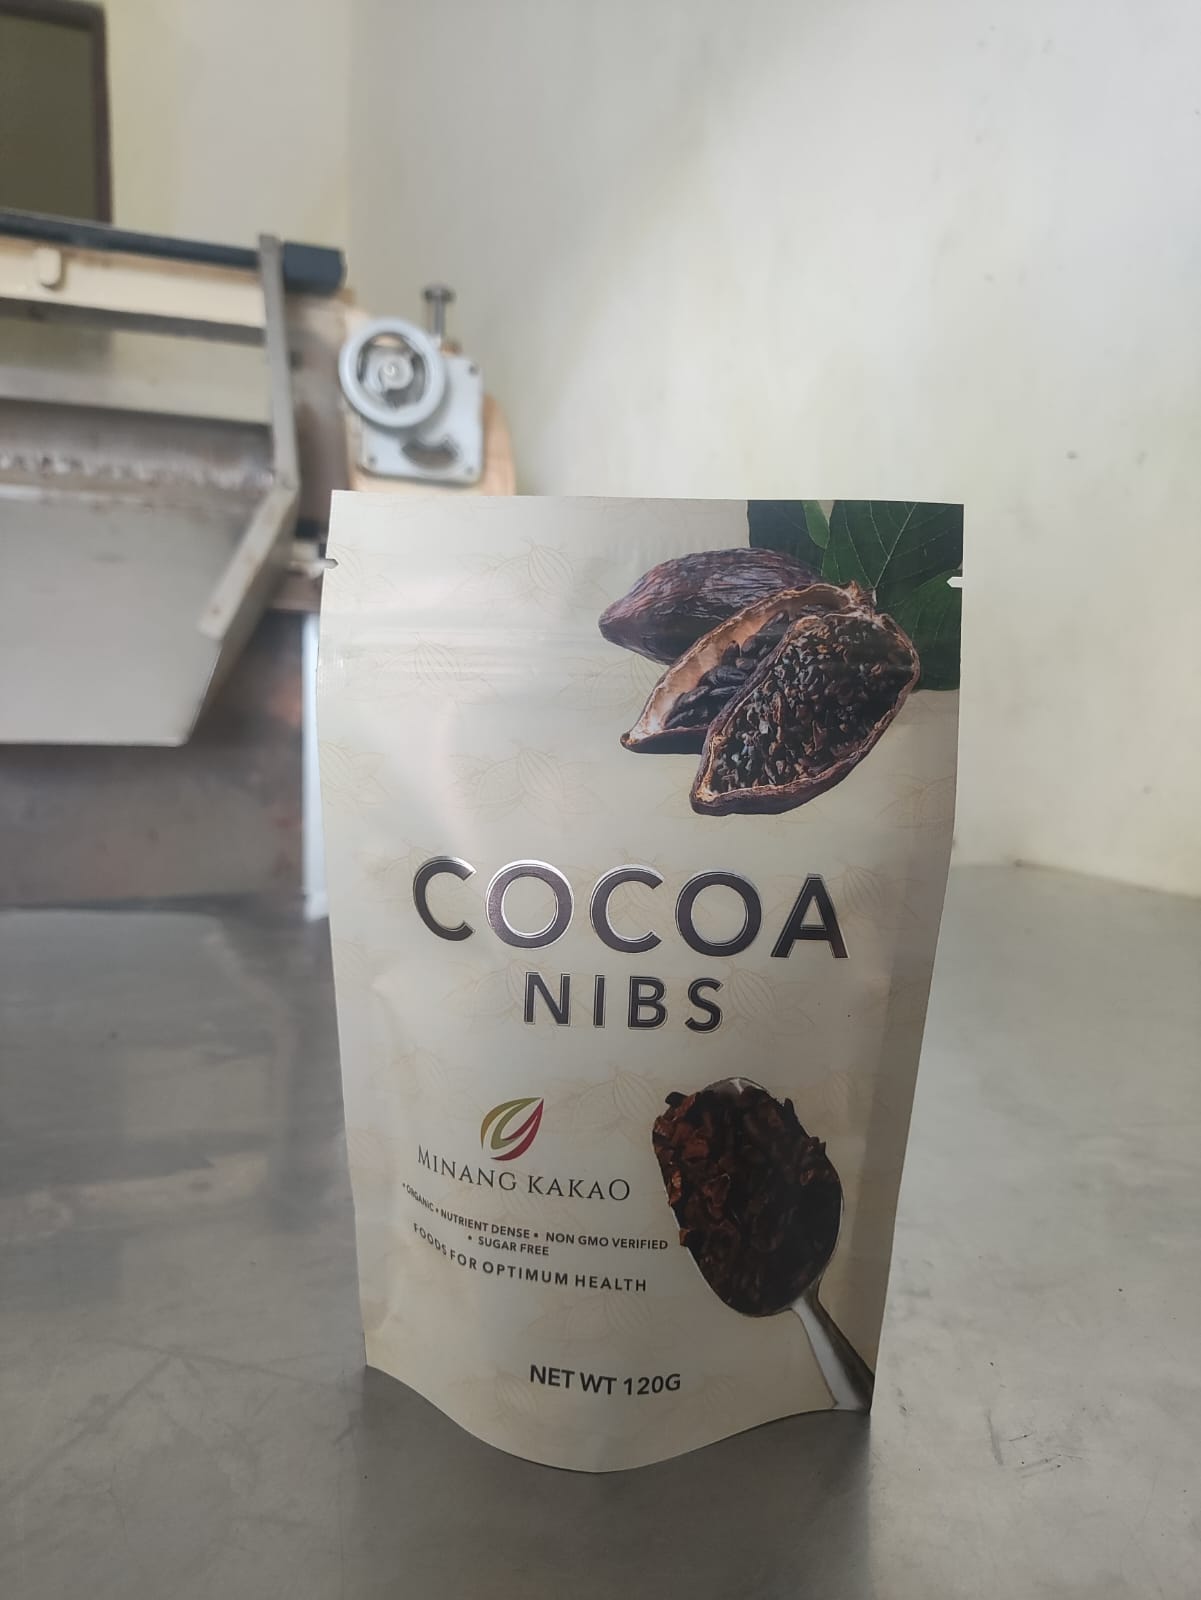 COCOA
NIBS
MINANG KAKAO
• ORGANIC • NUTRIENT DENSE • NON GMO VERIFIED
• SUGAR FREE
FOODS FOR OPTIMUM HEALTH
NET WT 120G